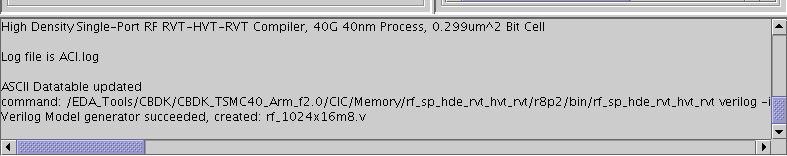 High Density Single-Port RF RVT-HVT-RVT Compiler, 40G 40nm Process, 0.299um^2 Bit Cell
Log file is ACI.log
ASCII Datatable updated
command: /EDA_Tools/CBDK/CBDK_TSMC40_Arm_f2.0/CIC/Memory/rf_sp_hde_rvt_hvt_rvt/r8p2/bin/rf_sp_hde_rvt_hvt_rvt verilog -i
Verilog Model generator succeeded, created: rf_1024x16m8.v